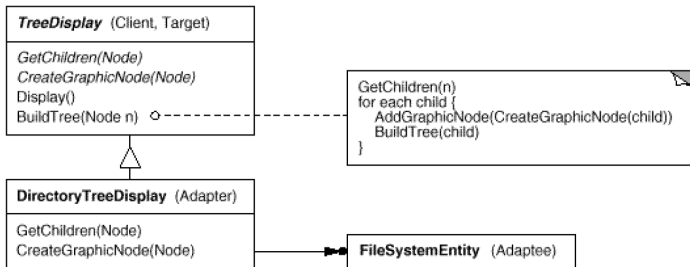 TreeDisplay (Client, Target)
GetChildren(Node)
CreateGraphicNode(Node)
Display()
BuildTree(Node n)
GetChildren(n)
for each child {
AddGraphicNode(CreateGraphicNode(child))
BuildTree(child)
}
DirectoryTreeDisplay (Adapter)
GetChildren(Node)
CreateGraphicNode(Node)
FileSystemEntity (Adaptee)